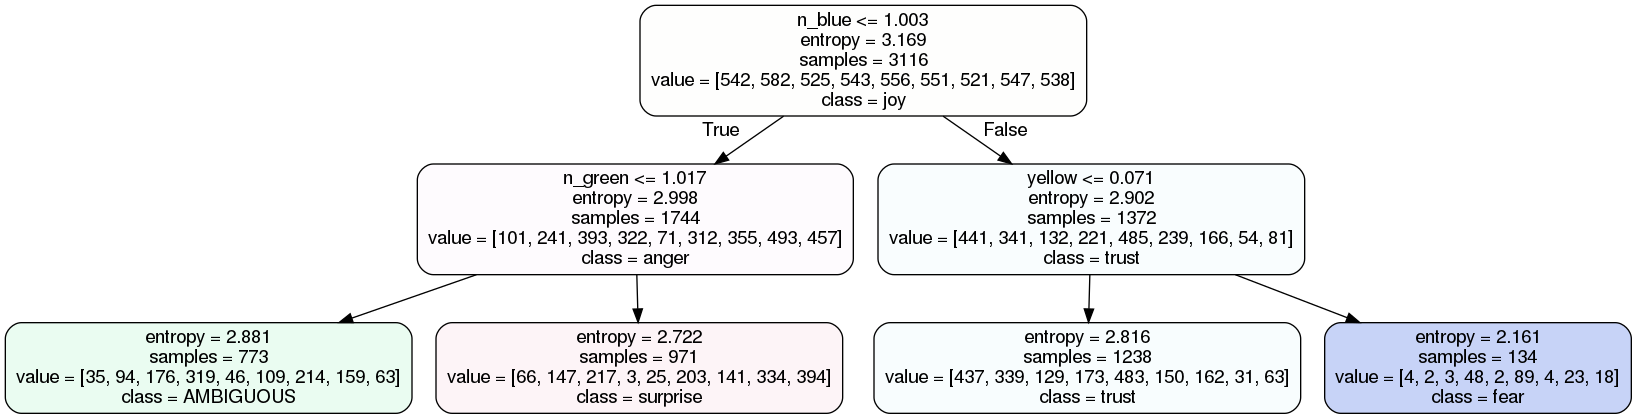 n_blue <= 1.003
entropy = 3.169
samples = 3116
value = [542, 582, 525, 543, 556, 551, 521, 547, 538]
class = joy
True
False
n_green <= 1.017
entropy = 2.998
samples = 1744
value = [101, 241, 393, 322, 71, 312, 355, 493, 457]
class = anger
yellow <= 0.071
entropy = 2.902
samples = 1372
value = [441, 341, 132, 221, 485, 239, 166, 54, 81]
class = trust
entropy = 2.881
samples = 773
value = [35, 94, 176, 319, 46, 109, 214, 159, 63]
class = AMBIGUOUS
entropy = 2.722
samples = 971
value = [66, 147, 217, 3, 25, 203, 141, 334, 394]
class = surprise
entropy = 2.816
samples = 1238
value = [437, 339, 129, 173, 483, 150, 162, 31, 63]
class = trust
entropy = 2.161
samples = 134
value = [4, 2, 3, 48, 2, 89, 4, 23, 18]
class = fear